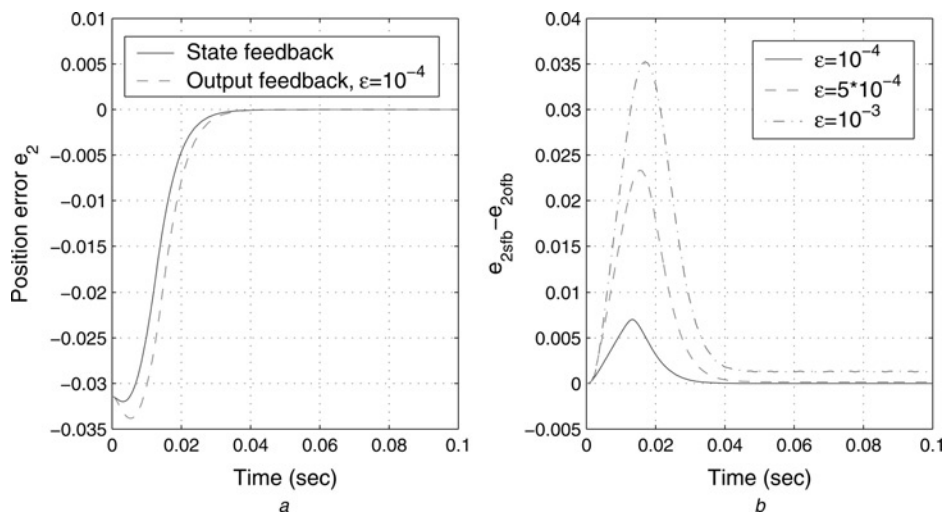 0.01
0.005
0
−0.005
−0.01
−0.015
−0.02
−0.025
−0.03
−0.035
0
0.02
0.04
0.06
0.08
0.1
Position error e2
Time (sec)
State feedback
Output feedback, ε=10−4
a
0.04
0.035
0.03
0.025
0.02
0.015
0.01
0.005
0
−0.005
0
0.02
0.04
0.06
0.08
0.1
e2sfb−e2ofb
Time (sec)
ε=10−4
ε=5*10−4
ε=10−3
b